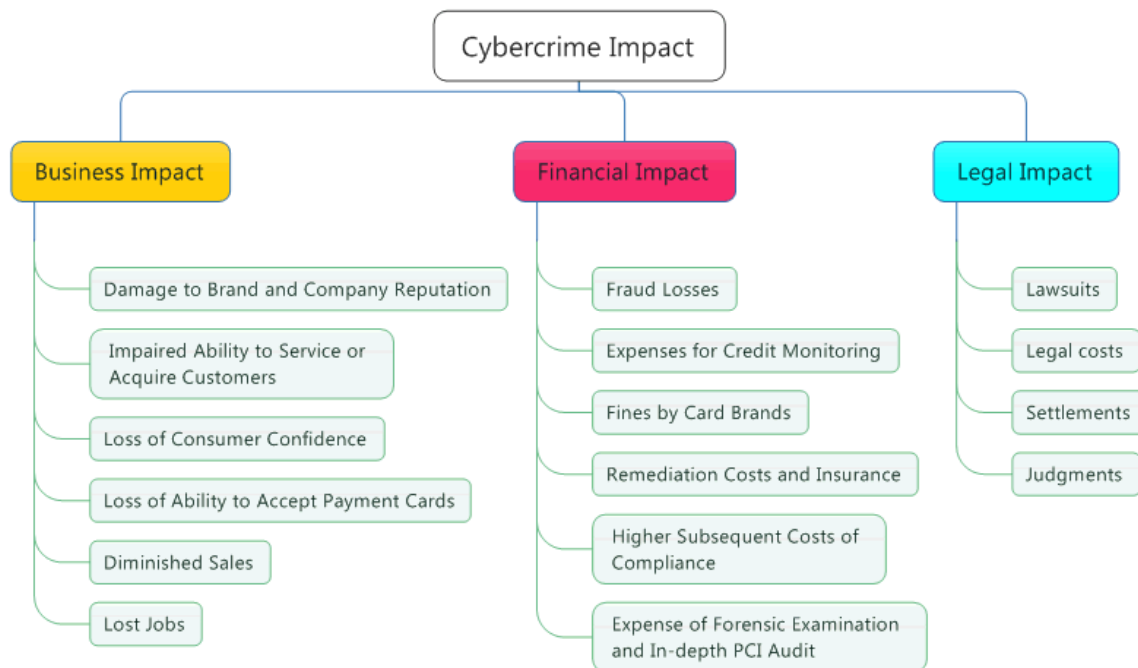 Cybercrime Impact
Business Impact
Financial Impact
Legal Impact
Damage to Brand and Company Reputation
Impaired Ability to Service or
Acquire Customers
Loss of Consumer Confidence
Loss of Ability to Accept Payment Cards
Diminished Sales
Lost Jobs
Fraud Losses
Expenses for Credit Monitoring
Fines by Card Brands
Remediation Costs and Insurance
Higher Subsequent Costs of
Compliance
Expense of Forensic Examination
and In-depth PCI Audit
Lawsuits
Legal costs
Settlements
Judgments